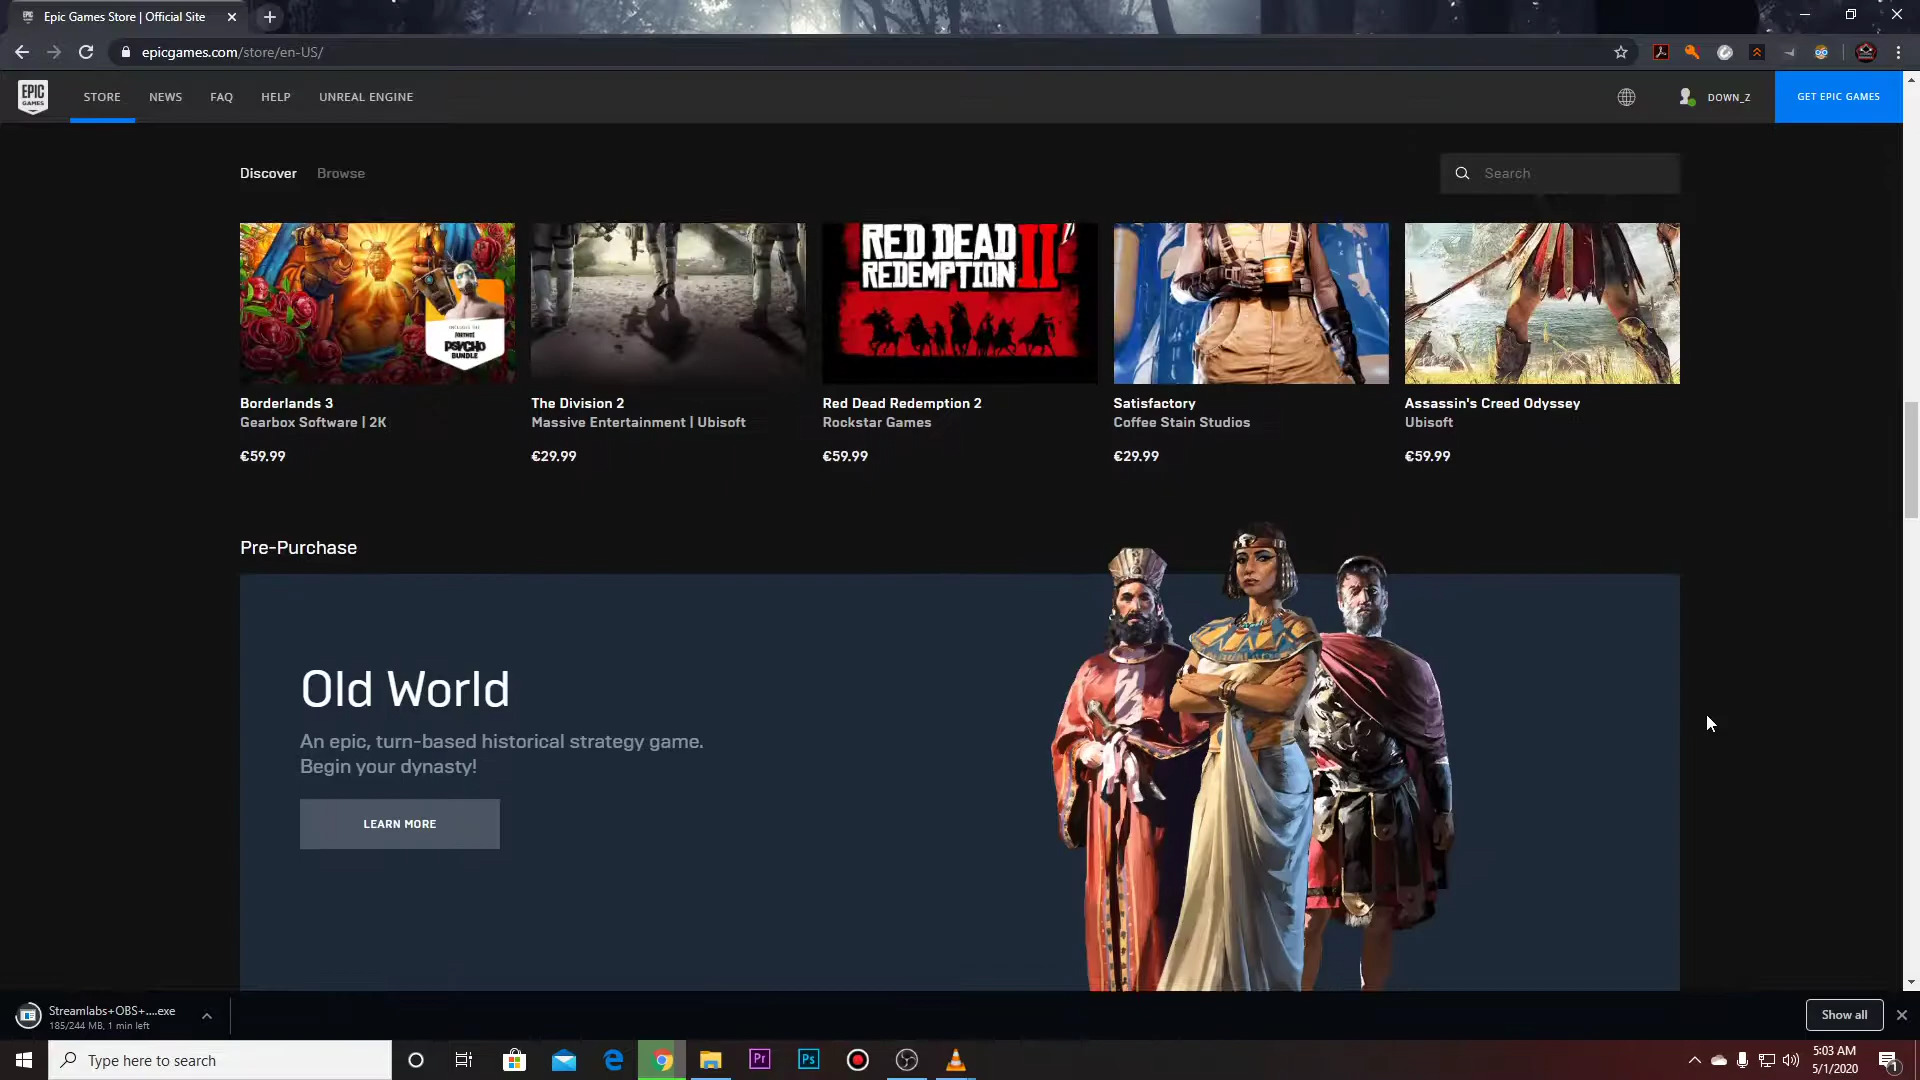 Epic Games Store | Official Site
epicgames.com/store/en-US/
EPIC
GAMES
STORE
NEWS
FAQ
HELP
UNREAL ENGINE
DOWN_Z
GET EPIC GAMES
Discover
Browse
Search
FORTNITE
PSYCHO
BUNDLE
RED DEAD
REDEMPTION II
Borderlands 3
Gearbox Software | 2K
€59.99
The Division 2
Massive Entertainment | Ubisoft
€29.99
Red Dead Redemption 2
Rockstar Games
€59.99
Satisfactory
Coffee Stain Studios
€29.99
Assassin's Creed Odyssey
Ubisoft
€59.99
Pre-Purchase
Old World
An epic, turn-based historical strategy game.
Begin your dynasty!
LEARN MORE
Streamlabs+OBS+....exe
185/244 MB, 1 min left
Show all
Type here to search
Pr
Ps
5:03 AM
5/1/2020
1